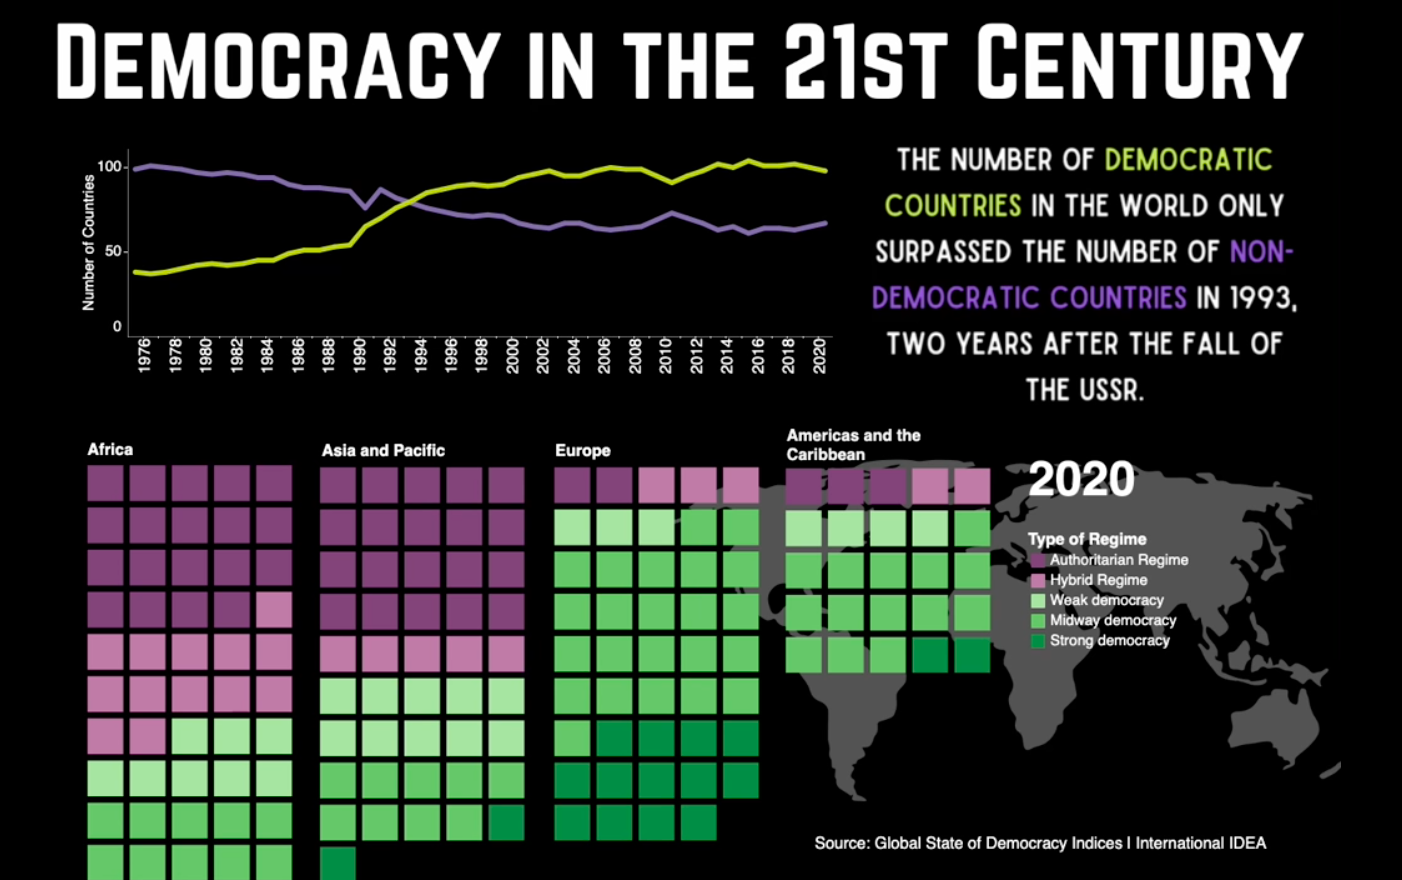 DEMOCRACY IN THE 21ST CENTURY
THE NUMBER OF DEMOCRATIC
COUNTRIES IN THE WORLD ONLY
SURPASSED THE NUMBER OF NON-
DEMOCRATIC COUNTRIES IN 1993,
TWO YEARS AFTER THE FALL OF
THE USSR.
Number of Countries
100
50
0
1976 1978 1980 1982 1984 1986 1988 1990 1992 1994 1996 1998 2000 2002 2004 2006 2008 2010 2012 2014 2016 2018 2020
Africa
Asia and Pacific
Europe
Americas and the
Caribbean
2020
Type of Regime
Authoritarian Regime
Hybrid Regime
Weak democracy
Midway democracy
Strong democracy
Source: Global State of Democracy Indices I International IDEA